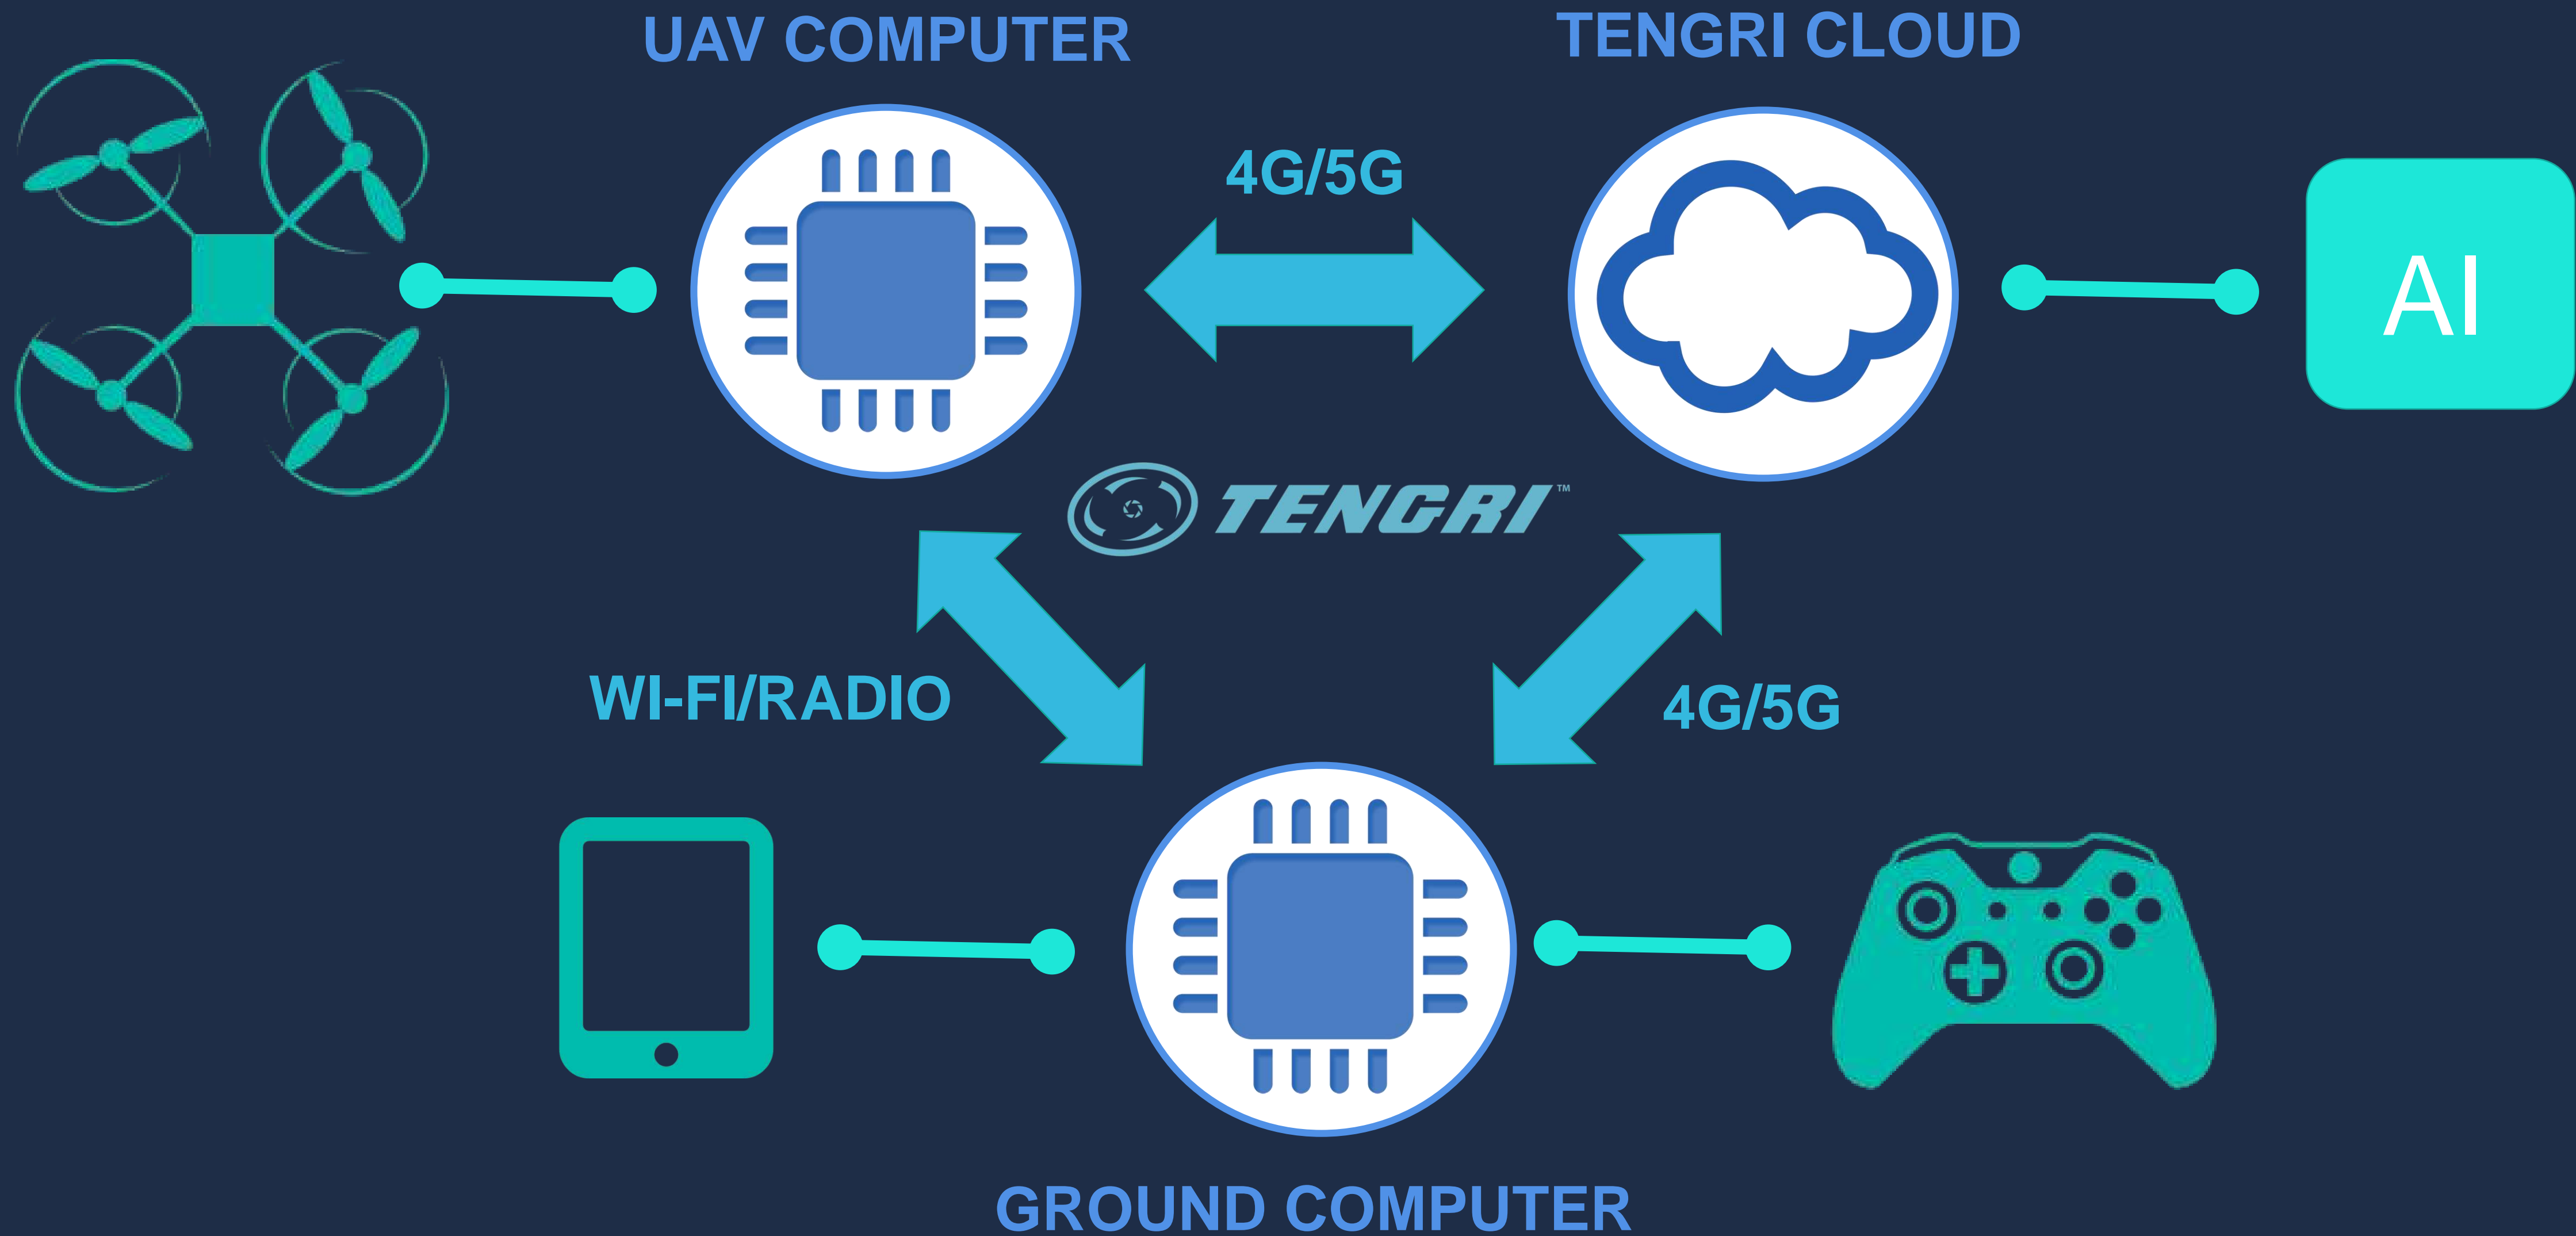 UAV COMPUTER
TENGRI CLOUD
4G/5G
AI
TENGRI™
WI-FI/RADIO
4G/5G
GROUND COMPUTER